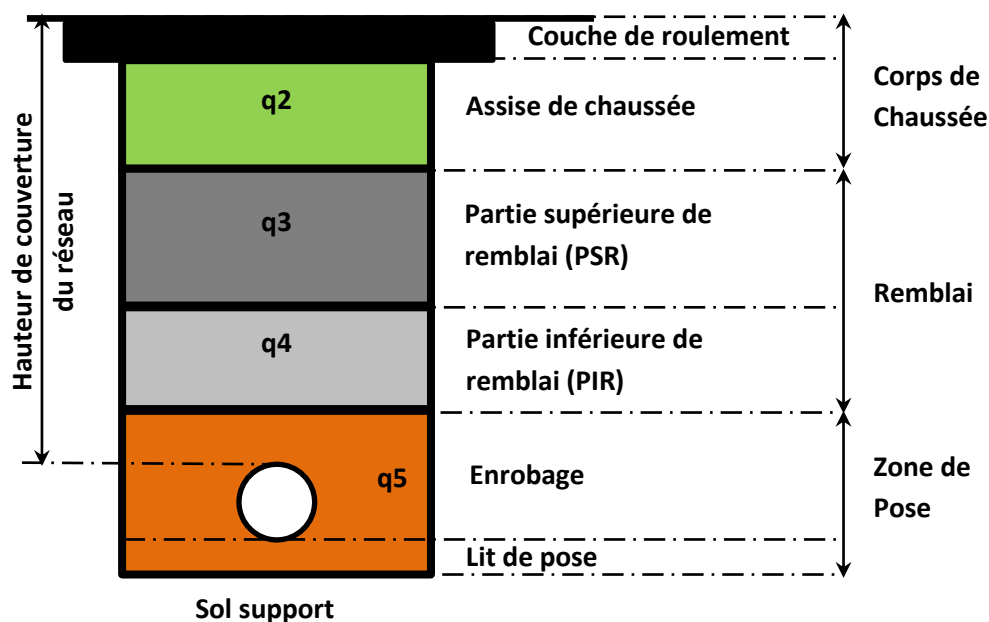 Couche de roulement
Corps de
Chaussée
q2
Assise de chaussée
Hauteur de couverture
du réseau
q3
Partie supérieure de
remblai (PSR)
Remblai
q4
Partie inférieure de
remblai (PIR)
q5
Enrobage
Zone de
Pose
Lit de pose
Sol support